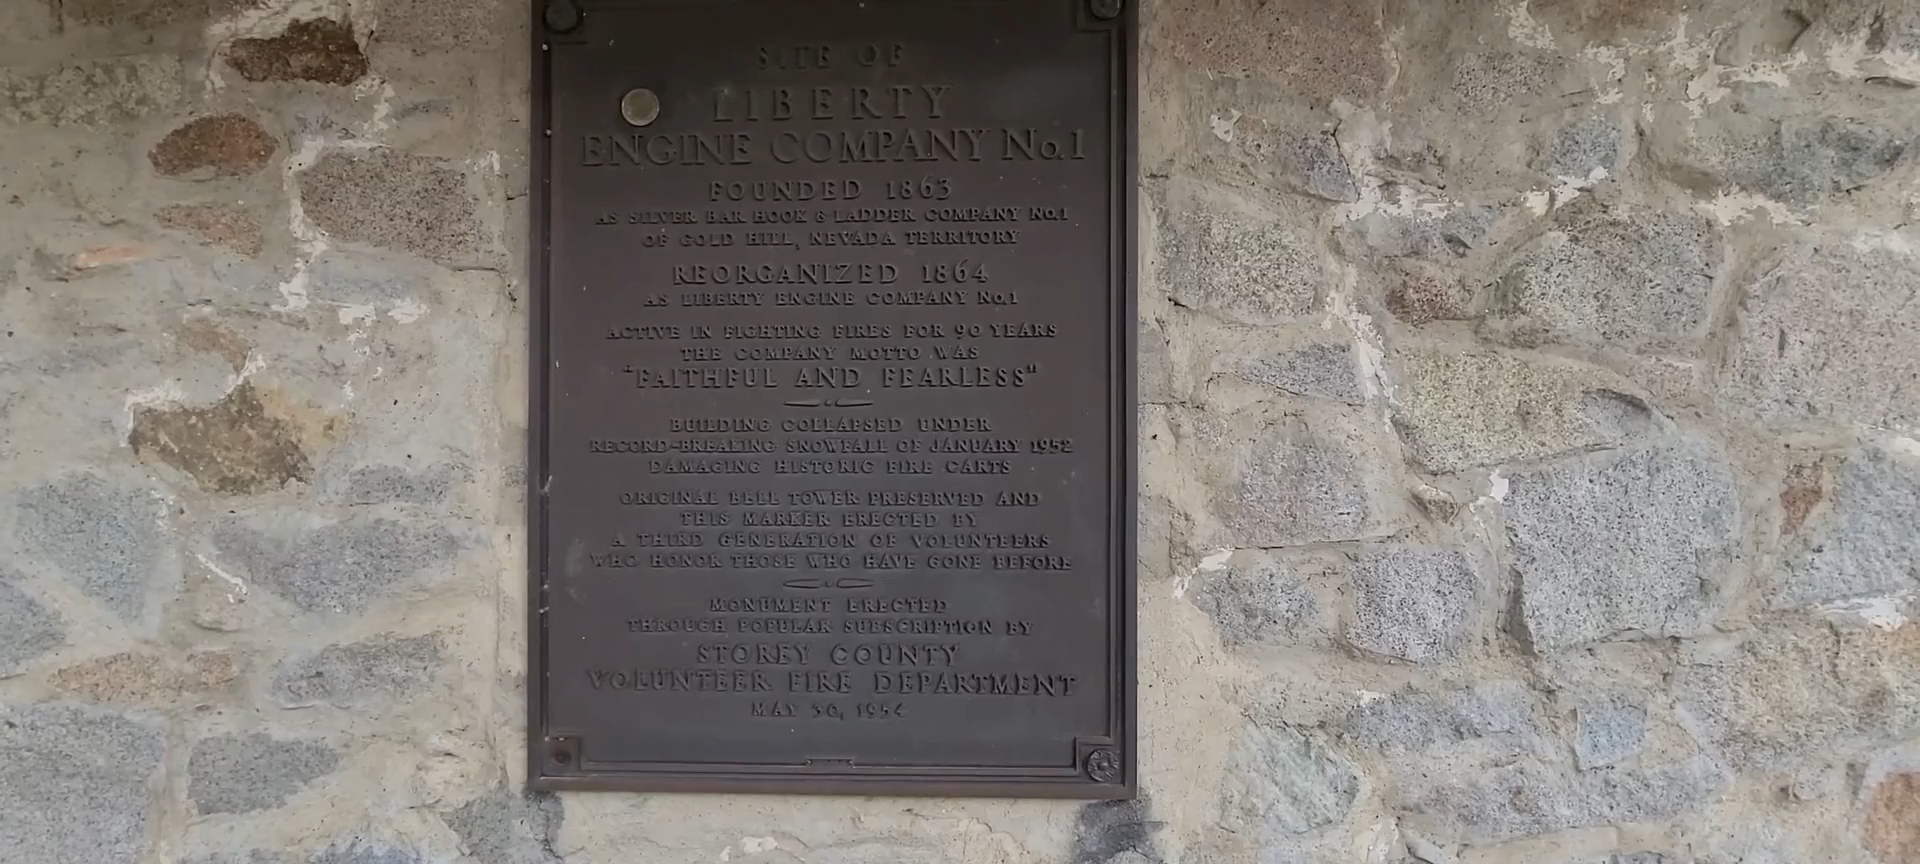 SITE OF
LIBERTY
ENGINE COMPANY No.1
FOUNDED 1863
AS SILVER BAR HOOK & LADDER COMPANY NO.1
OF GOLD HILL, NEVADA TERRITORY
REORGANIZED 1864
AS LIBERTY ENGINE COMPANY No.1
ACTIVE IN FIGHTING FIRES FOR 90 YEARS
THE COMPANY MOTTO WAS
"FAITHFUL AND FEARLESS"
BUILDING COLLAPSED UNDER
RECORD-BREAKING SNOWFALL OF JANUARY 1952
DAMAGING HISTORIC FIRE CARTS
ORIGINAL BELL TOWER PRESERVED AND
THIS MARKER ERECTED BY
A THIRD GENERATION OF VOLUNTEERS
WHO HONOR THOSE WHO HAVE GONE BEFORE
MONUMENT ERECTED
THROUGH POPULAR SUBSCRIPTION BY
STOREY COUNTY
VOLUNTEER FIRE DEPARTMENT
MAY 30, 1954